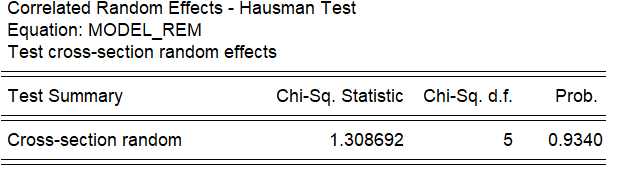 Correlated Random Effects - Hausman Test
Equation: MODEL_REM
Test cross-section random effects
Test Summary Chi-Sq. Statistic Chi-Sq. d.f. Prob.
Cross-section random 1.308692 5 0.9340